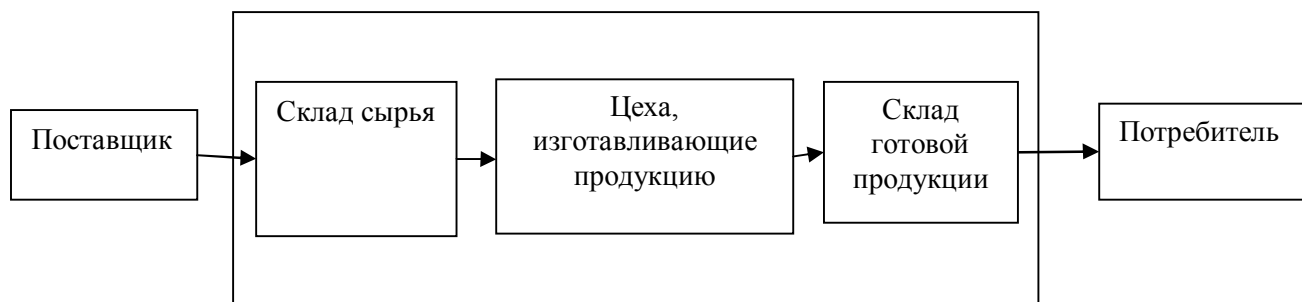 Поставщик
Склад сырья
Цеха,
изготавливающие
продукцию
Склад
готовой
продукции
Потребитель